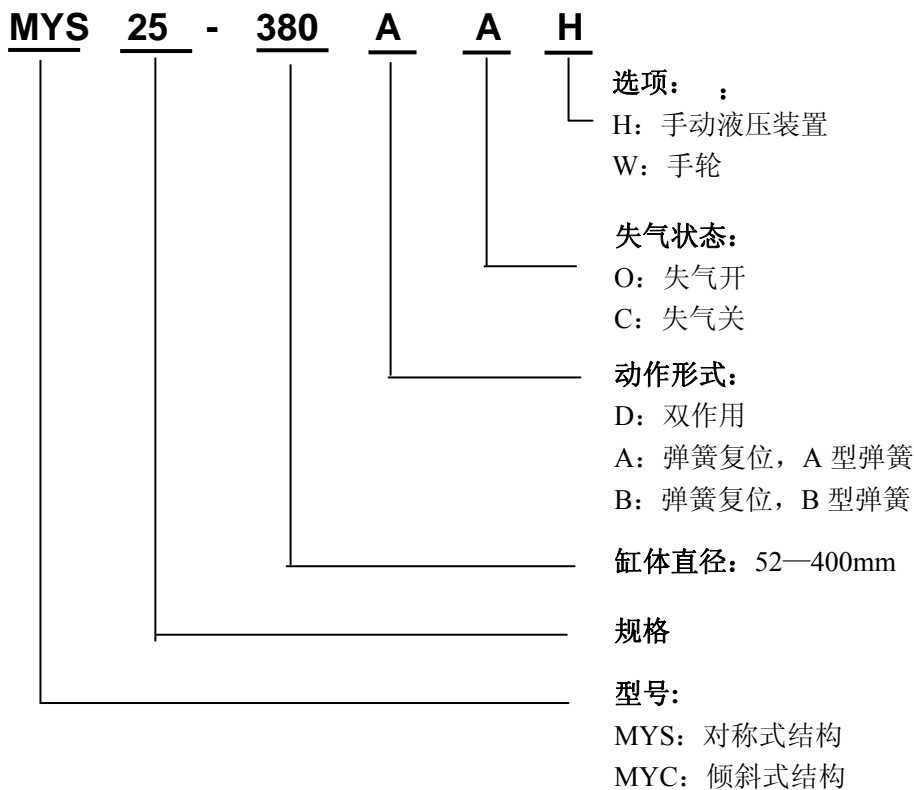 MYS 25 - 380 A A H
选项： ：
H：手动液压装置
W：手轮
失气状态：
O：失气开
C：失气关
动作形式：
D：双作用
A：弹簧复位，A 型弹簧
B：弹簧复位，B 型弹簧
缸体直径：52—400mm
规格
型号:
MYS：对称式结构
MYC：倾斜式结构